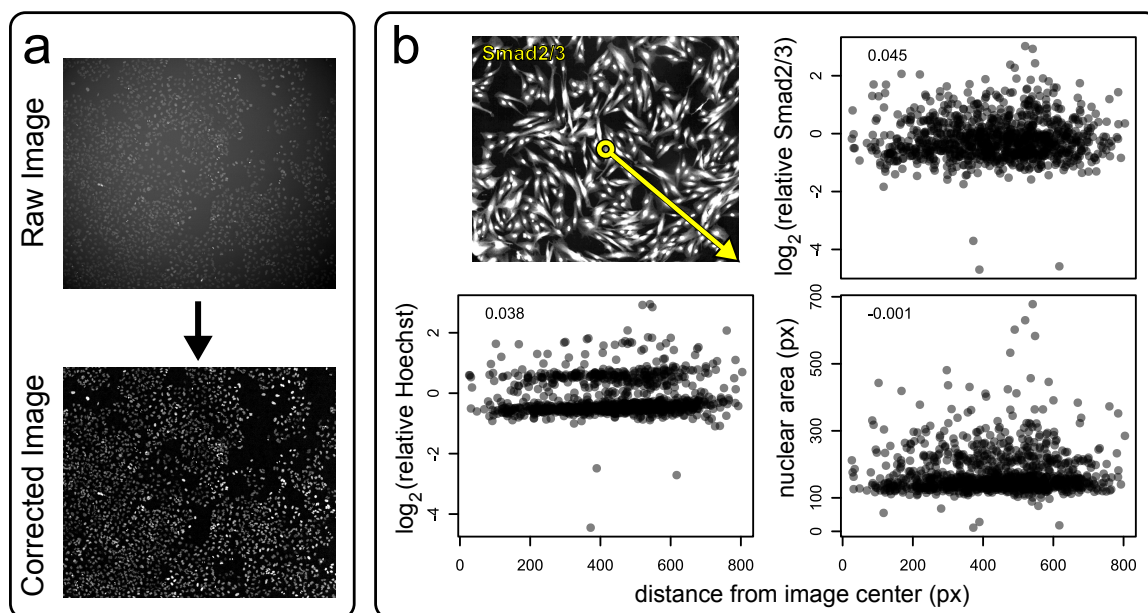 a
Raw Image
Corrected Image
b
Smad2/3
0.045
log2(relative Smad2/3)
2
0
-2
-4
0.038
log2(relative Hoechst)
2
0
-2
-4
0 200 400 600 800
-0.001
nuclear area (px)
700
500
300
100
0
0 200 400 600 800
distance from image center (px)